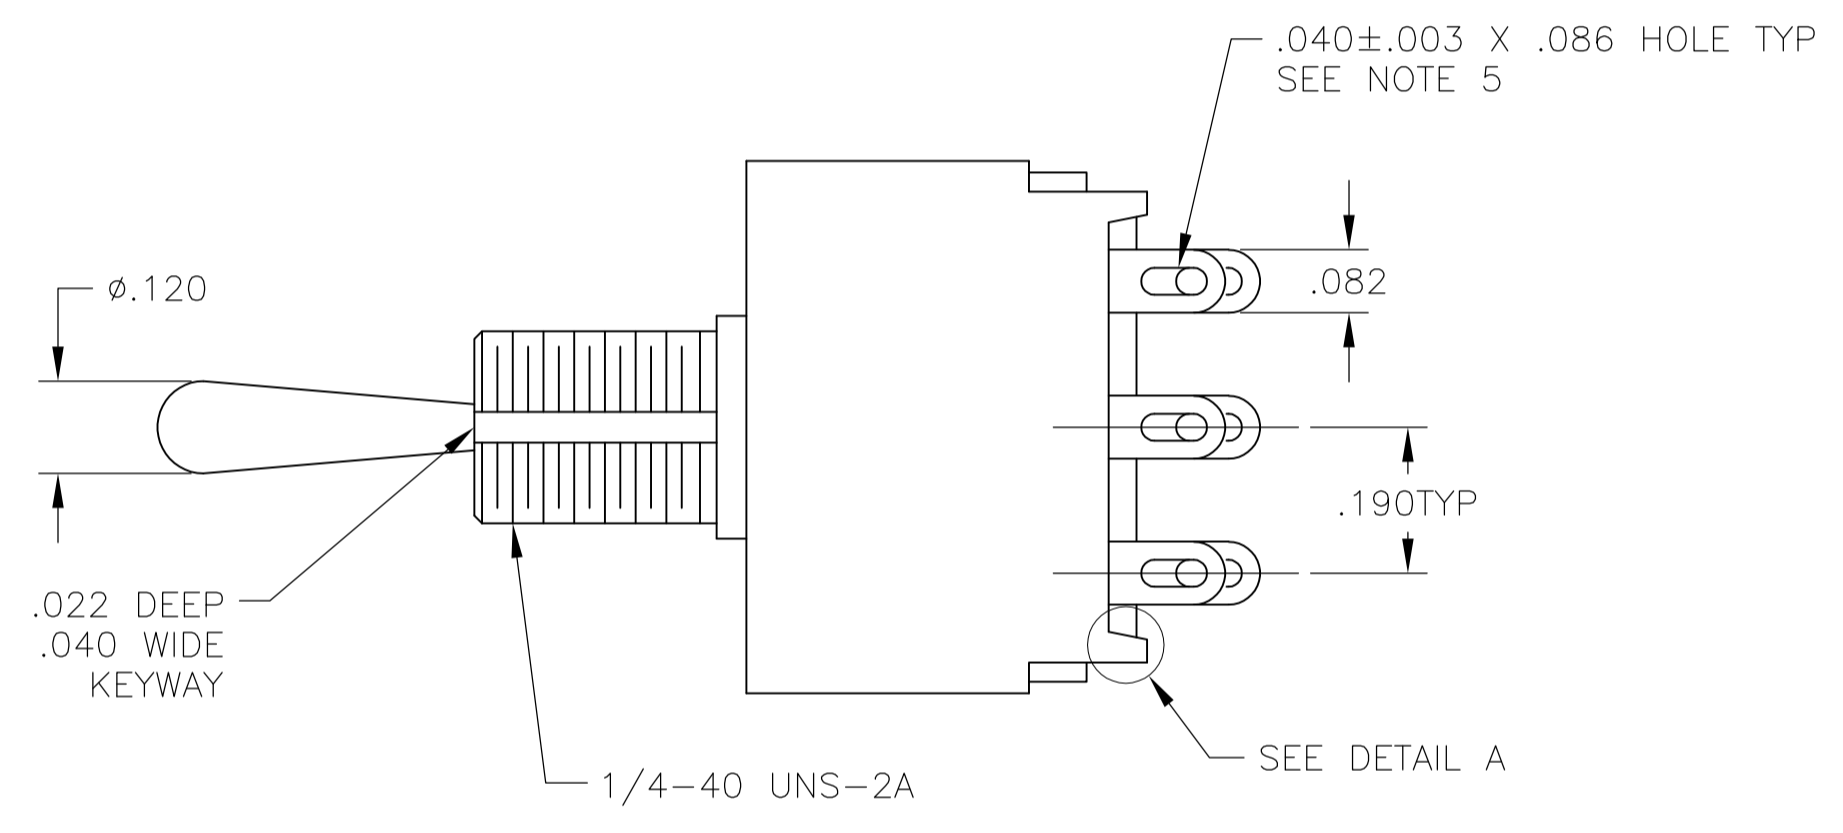 .040±.003 X .086 HOLE TYP
SEE NOTE 5
ø.120
.082
.190TYP
.022 DEEP
.040 WIDE
KEYWAY
SEE DETAIL A
1/4-40 UNS-2A